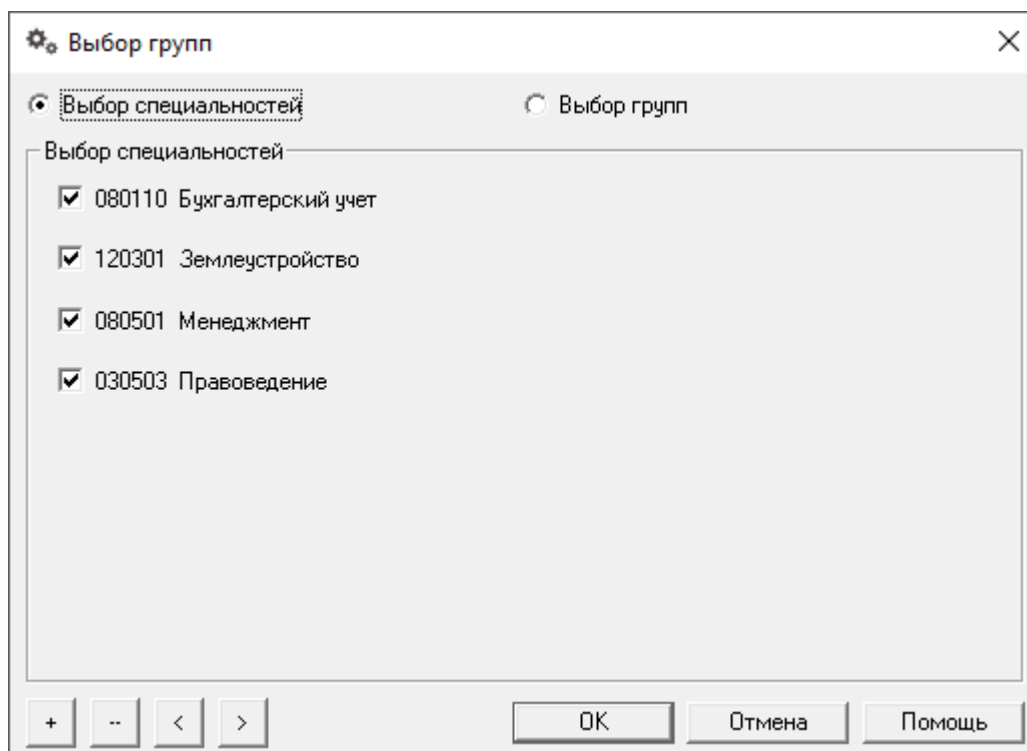 Выбор групп
Выбор специальностей Выбор групп
Выбор специальностей
080110 Бухгалтерский учет
120301 Землеустройство
080501 Менеджмент
030503 Правоведение
+ -- < > OK Отмена Помощь